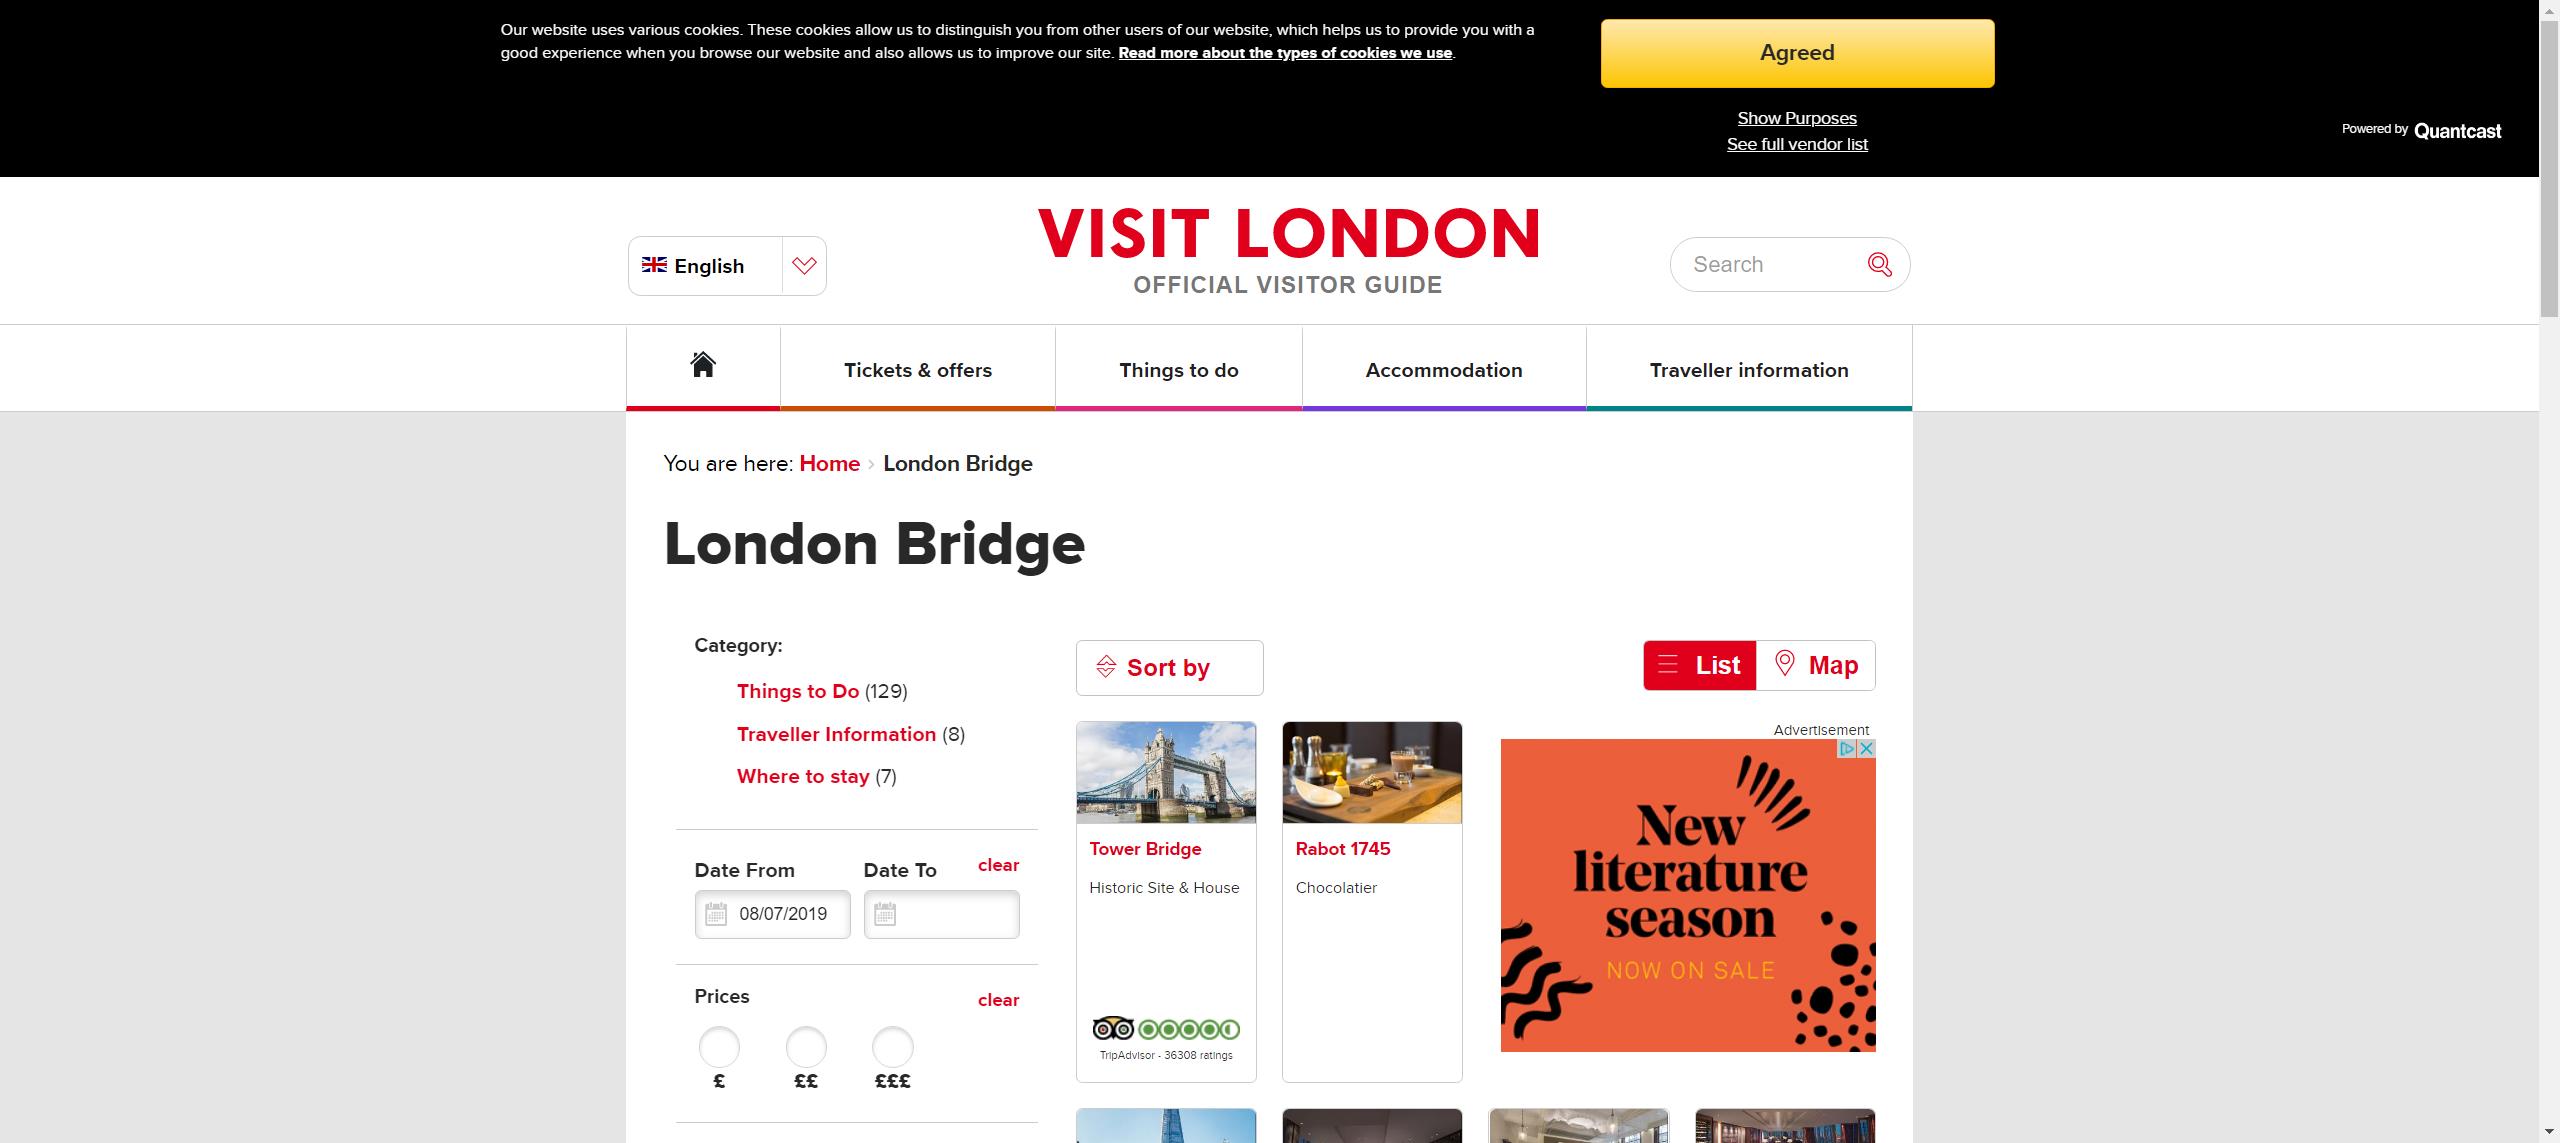 Our website uses various cookies. These cookies allow us to distinguish you from other users of our website, which helps us to provide you with a
good experience when you browse our website and also allows us to improve our site. Read more about the types of cookies we use.
Agreed
Show Purposes
See full vendor list
Powered by Quantcast
English
VISIT LONDON
OFFICIAL VISITOR GUIDE
Search
Tickets & offers
Things to do
Accommodation
Traveller information
You are here: Home › London Bridge
London Bridge
Category:
Things to Do (129)
Traveller Information (8)
Where to stay (7)
Date From
Date To
clear
08/07/2019
Prices
clear
£
££
£££
Sort by
List
Map
Tower Bridge
Historic Site & House
TripAdvisor - 36308 ratings
Rabot 1745
Chocolatier
Advertisement
New
literature
season
NOW ON SALE